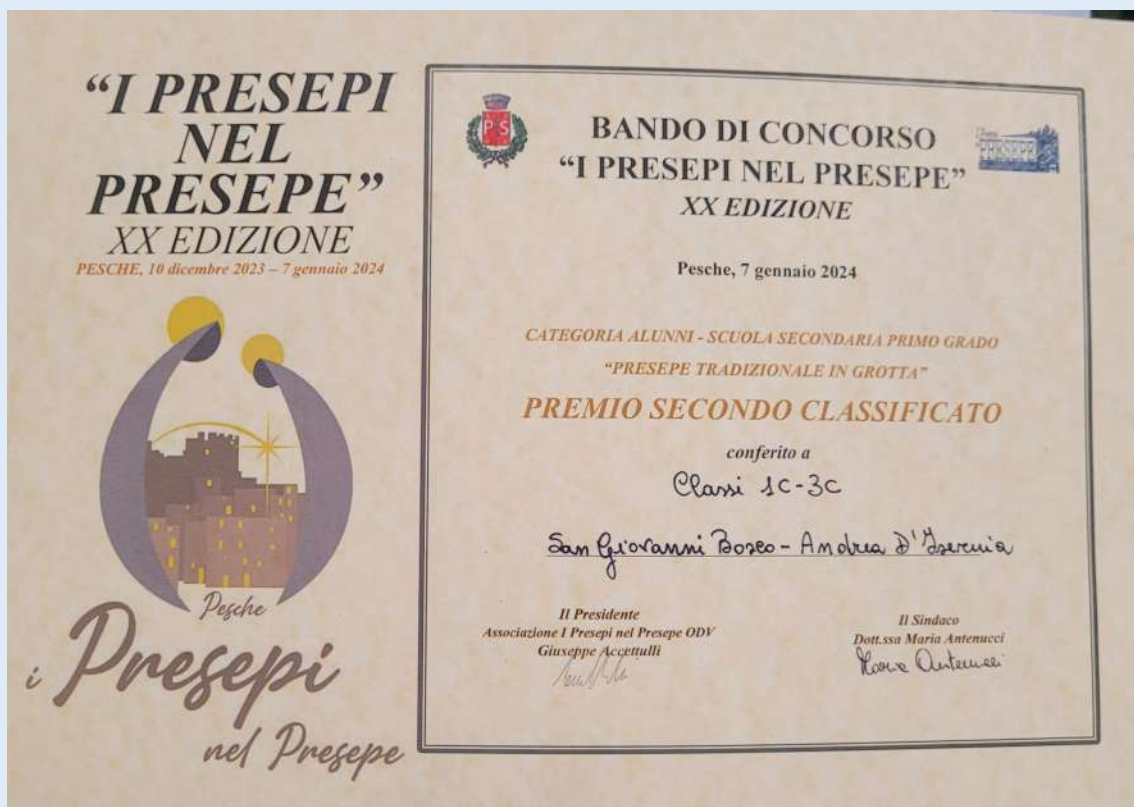 “I PRESEPI
NEL
PRESEPE”
XX EDIZIONE
PESCHE, 10 dicembre 2023 – 7 gennaio 2024
Pesche
i Presepi
nel Presepe
PS
BANDO DI CONCORSO
“I PRESEPI NEL PRESEPE”
XX EDIZIONE
Pesche, 7 gennaio 2024
CATEGORIA ALUNNI - SCUOLA SECONDARIA PRIMO GRADO
“PRESEPE TRADIZIONALE IN GROTTA”
PREMIO SECONDO CLASSIFICATO
conferito a
Classi 1C-3C
San Giovanni Bosco - Andrea D'Isernia
Il Presidente
Associazione I Presepi nel Presepe ODV
Giuseppe Accettulli
Il Sindaco
Dott.ssa Maria Antenucci
Maria Antenucci